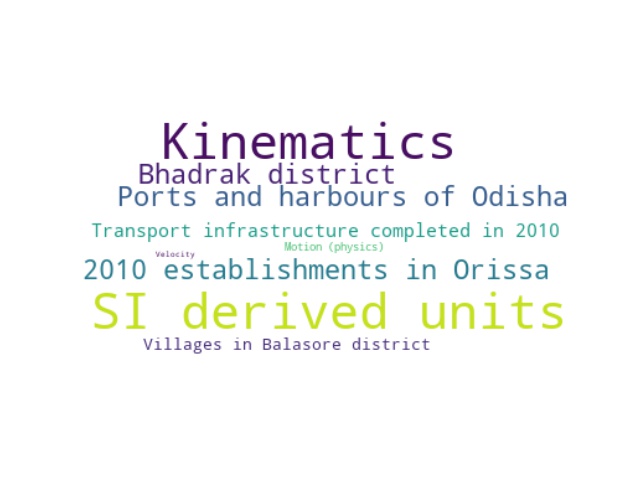 Kinematics
Bhadrak district
Ports and harbours of Odisha
Transport infrastructure completed in 2010
Motion (physics)
Velocity
2010 establishments in Orissa
SI derived units
Villages in Balasore district